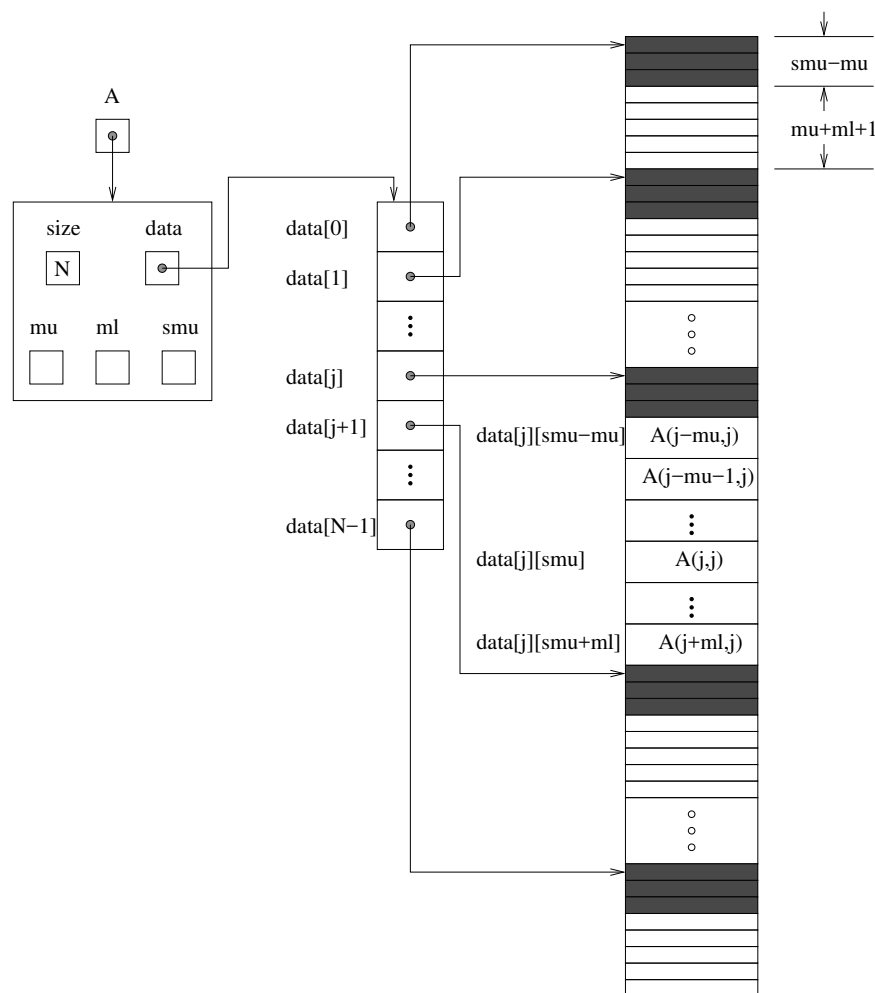 smu−mu
A
mu+ml+1
size data
data[0]
N
data[1]
mu ml smu
data[j]
data[j+1]
data[j][smu−mu] A(j−mu,j)
A(j−mu−1,j)
data[N−1]
data[j][smu] A(j,j)
data[j][smu+ml] A(j+ml,j)